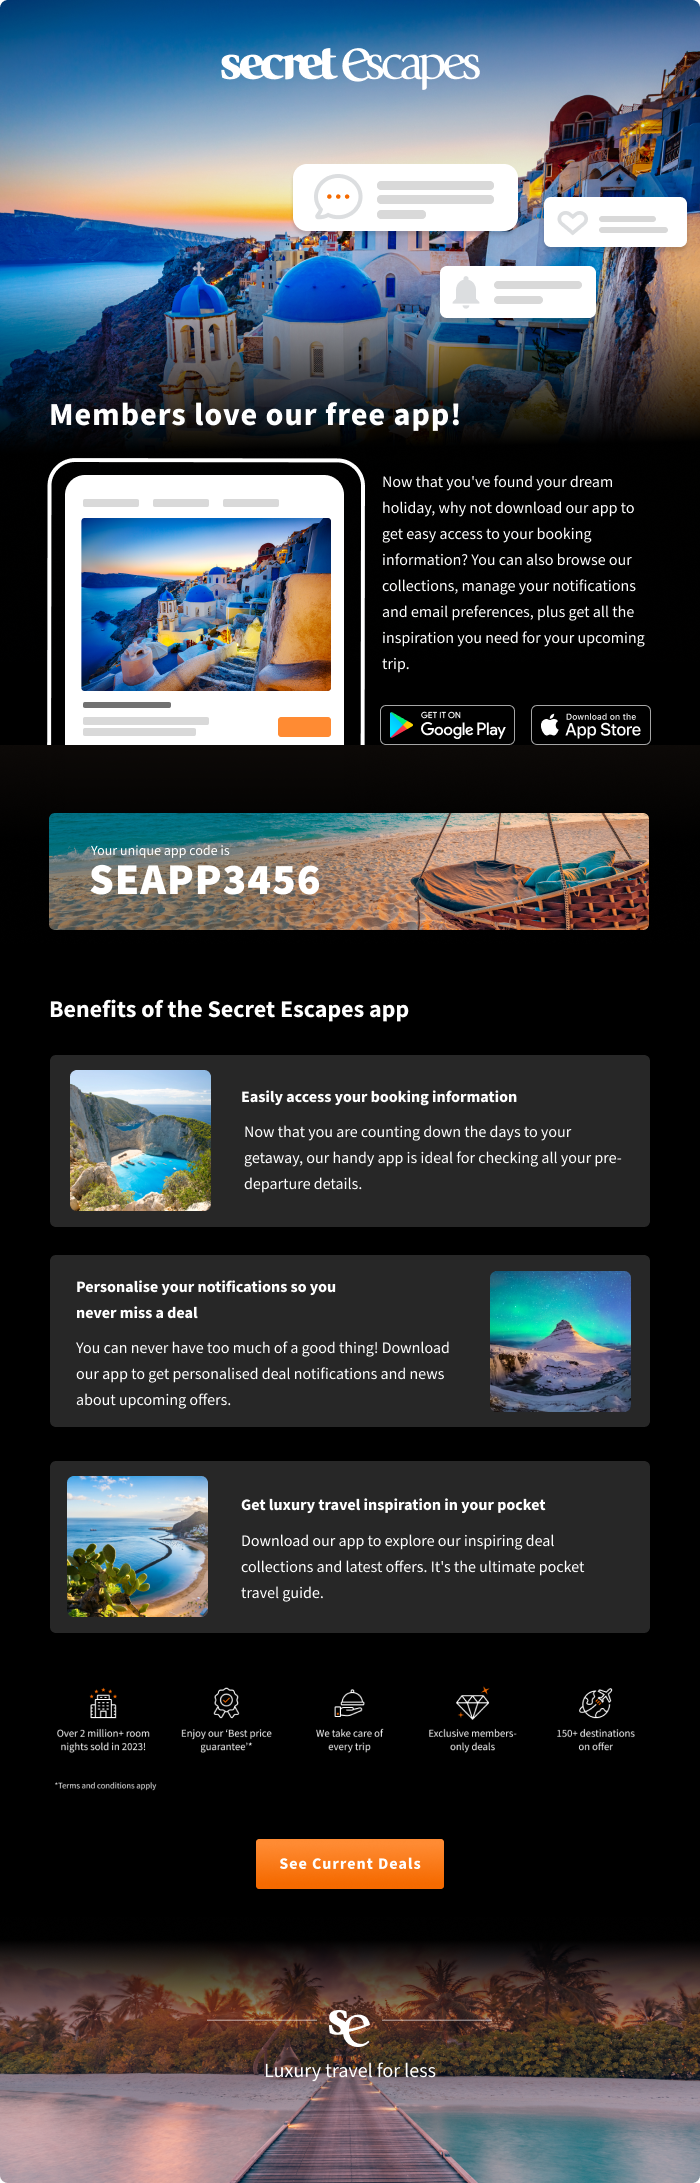 secret escapes
Members love our free app!
Now that you've found your dream
holiday, why not download our app to
get easy access to your booking
information? You can also browse our
collections, manage your notifications
and email preferences, plus get all the
inspiration you need for your upcoming
trip.
GET IT ON
Google Play
Download on the
App Store
Your unique app code is
SEAPP3456
Benefits of the Secret Escapes app
Easily access your booking information
Now that you are counting down the days to your
getaway, our handy app is ideal for checking all your pre-
departure details.
Personalise your notifications so you
never miss a deal
You can never have too much of a good thing! Download
our app to get personalised deal notifications and news
about upcoming offers.
Get luxury travel inspiration in your pocket
Download our app to explore our inspiring deal
collections and latest offers. It's the ultimate pocket
travel guide.
Over 2 million+ room
nights sold in 2023!
Enjoy our ‘Best price
guarantee’*
We take care of
every trip
Exclusive members-
only deals
150+ destinations
on offer
*Terms and conditions apply
See Current Deals
se
Luxury travel for less